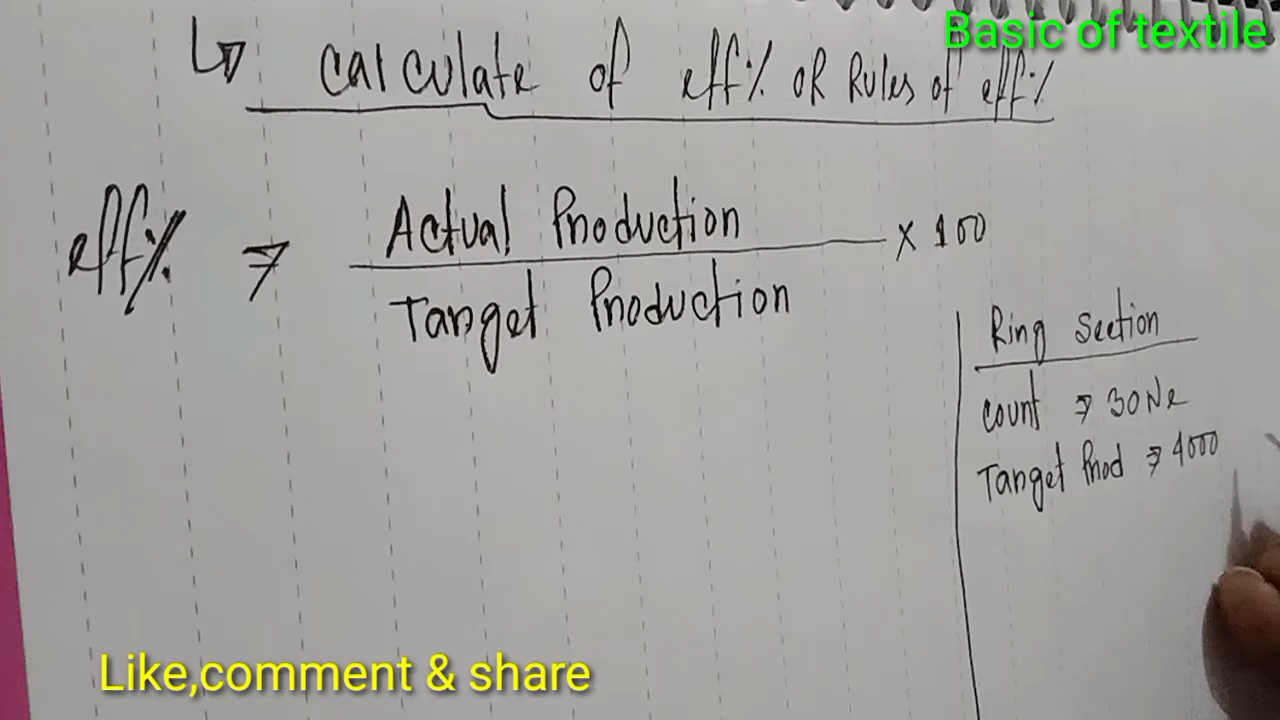 Basic of textile
↳ Calculate of eff% OR Rules of eff%
eff% ⇒ Actual Production / Target Production × 100
Ring Section
Count ⇒ 30Ne
Target Prod ⇒ 4000
Like,comment & share